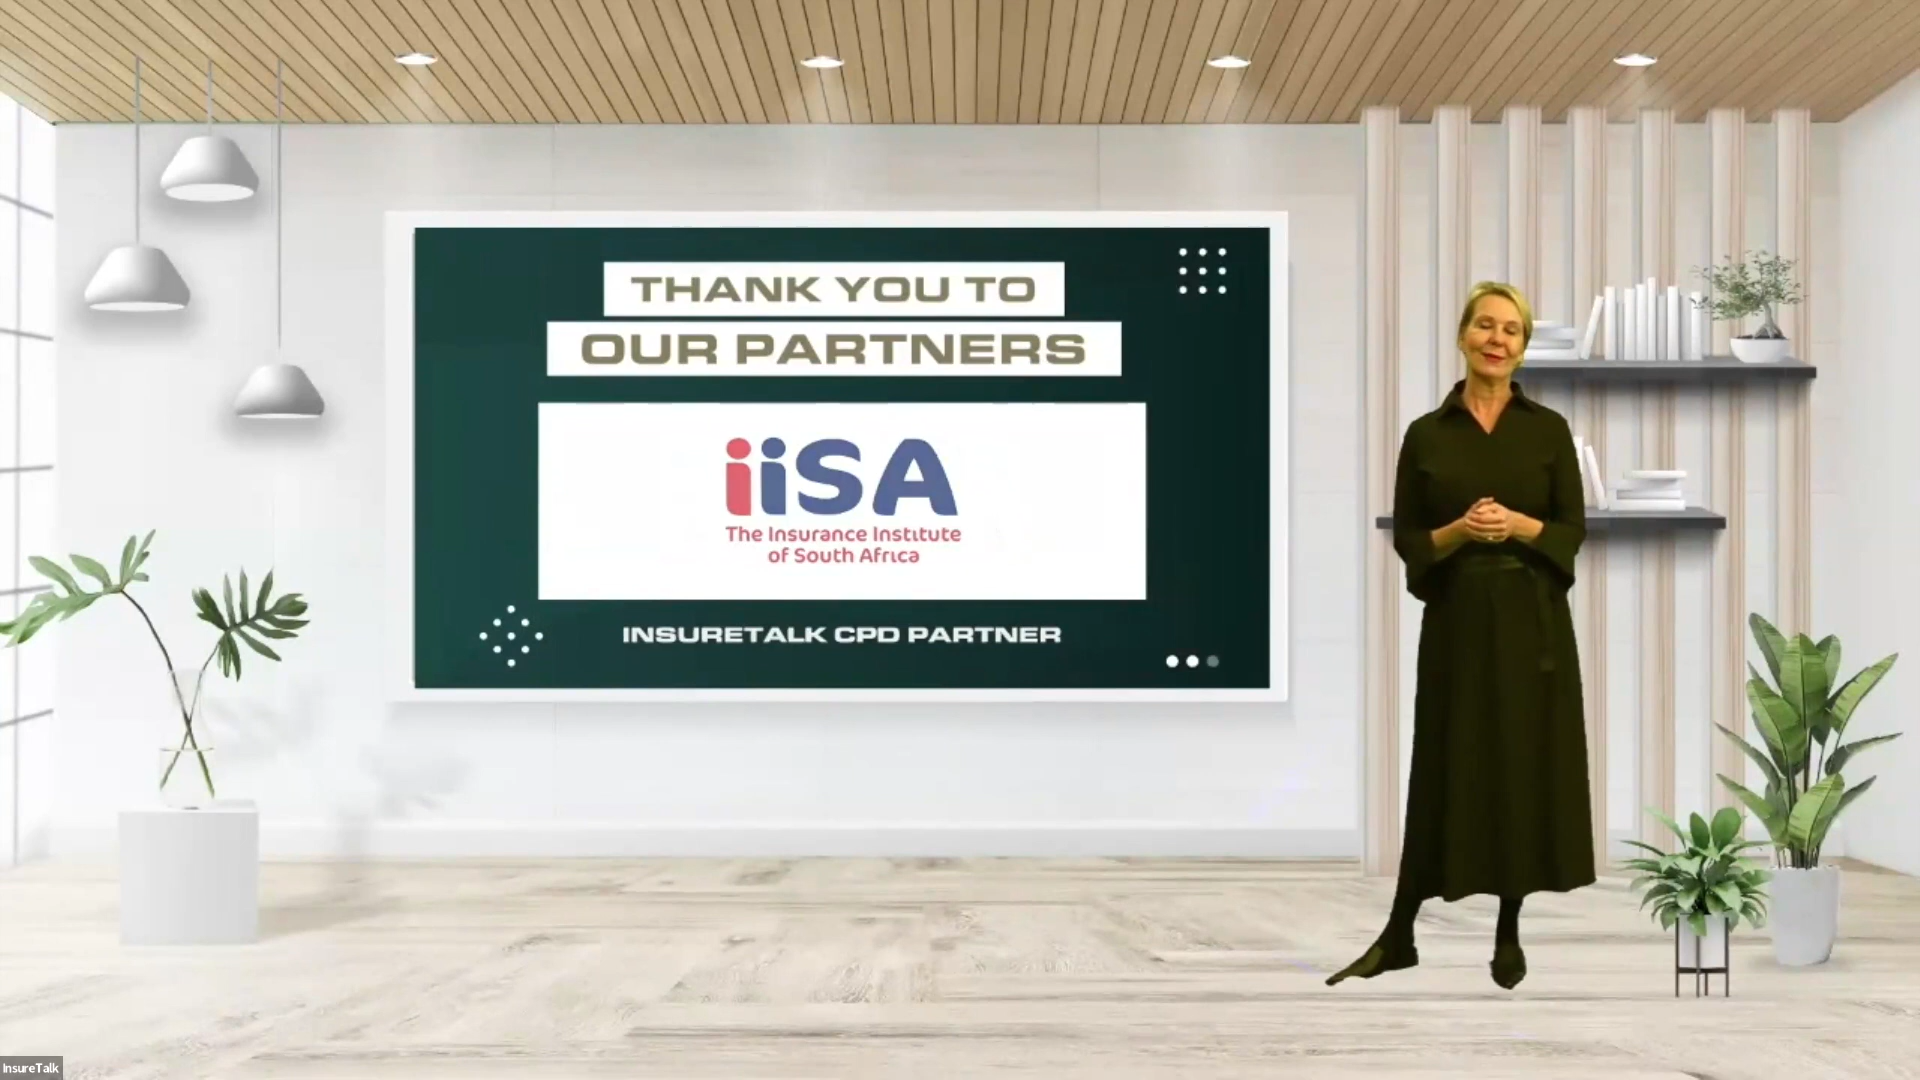 THANK YOU TO
OUR PARTNERS
iiSA
The Insurance Institute
of South Africa
INSURETALK CPD PARTNER
InsureTalk